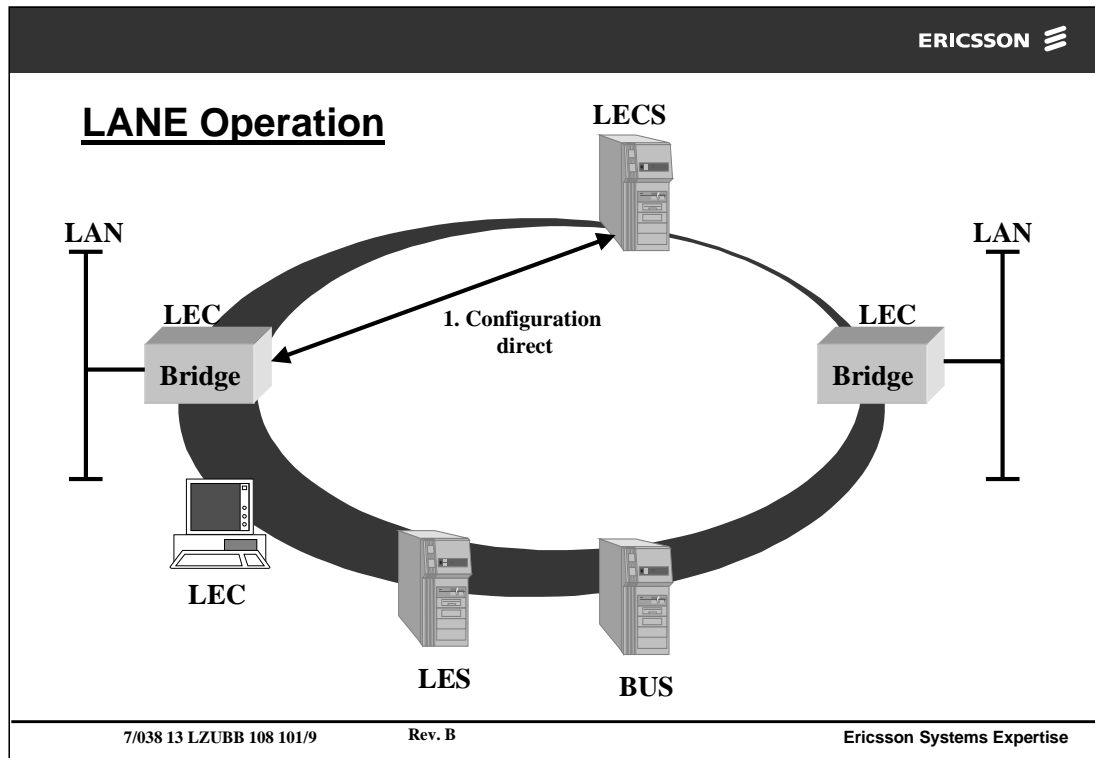 ERICSSON
LANE Operation
LECS
LAN
LAN
LEC
LEC
1. Configuration
direct
Bridge
Bridge
LEC
LES
BUS
7/038 13 LZUBB 108 101/9
Rev. B
Ericsson Systems Expertise